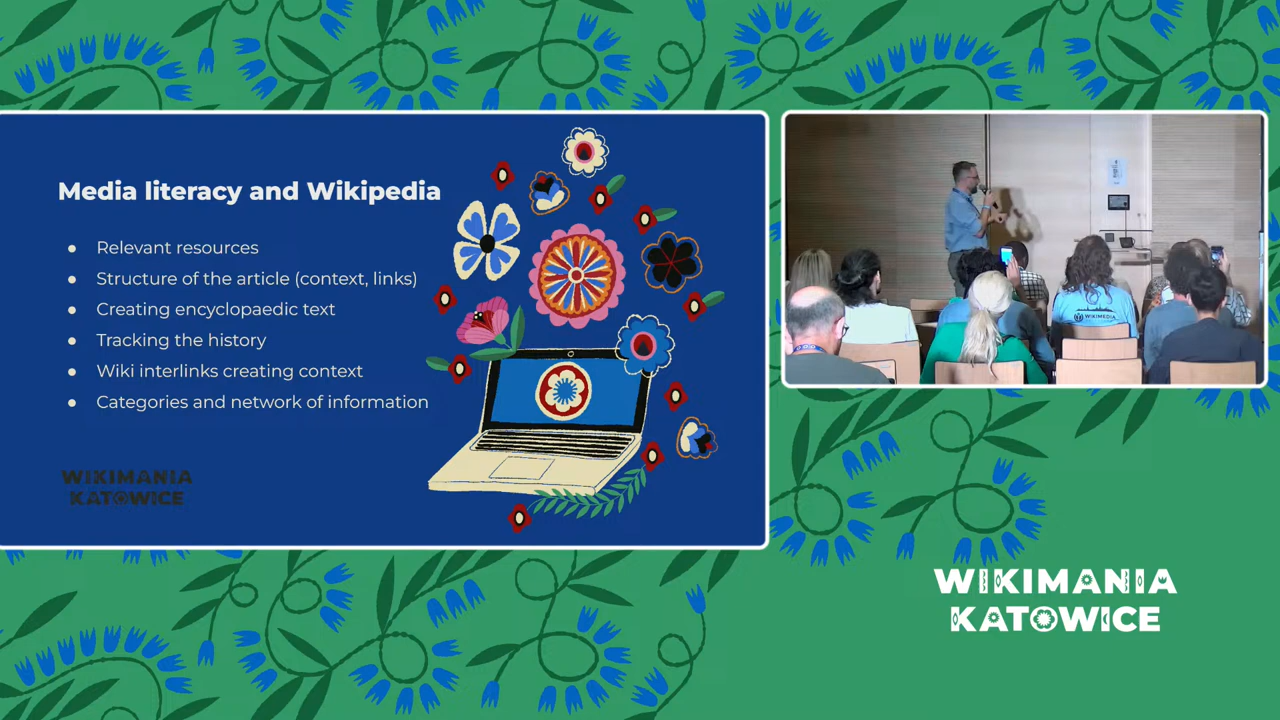 Media literacy and Wikipedia
● Relevant resources
● Structure of the article (context, links)
● Creating encyclopaedic text
● Tracking the history
● Wiki interlinks creating context
● Categories and network of information
WIKIMANIA
KATOWICE
WIKIMEDIA
WIKIMANIA
KATOWICE